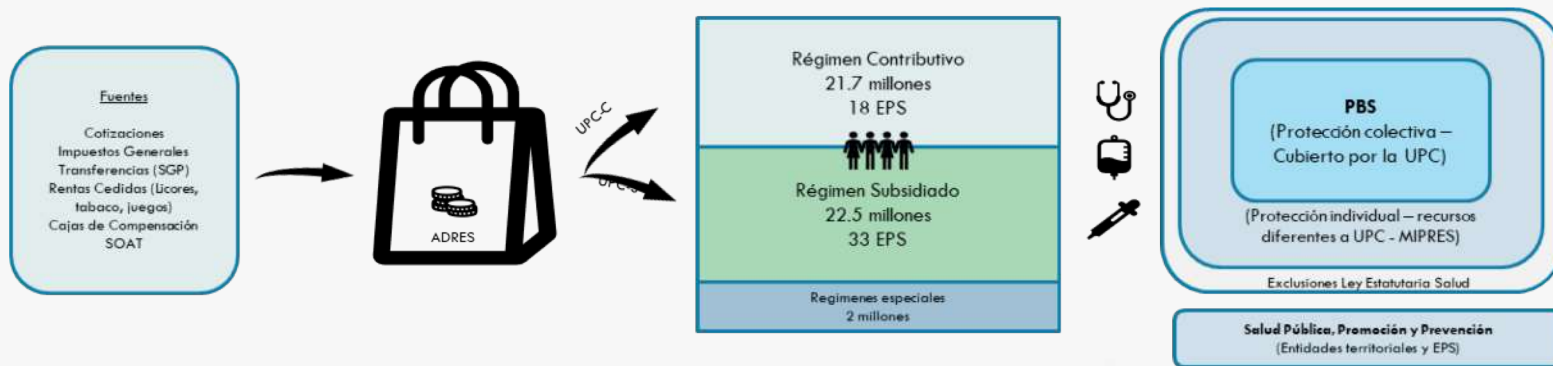 Fuentes
Cotizaciones
Impuestos Generales
Transferencias (SGP)
Rentas Cedidas (Licores,
tabaco, juegos)
Cajas de Compensación
SOAT
ADRES
UPC-C
UPC-S
Régimen Contributivo
21.7 millones
18 EPS
Régimen Subsidiado
22.5 millones
33 EPS
Regimenes especiales
2 millones
PBS
(Protección colectiva –
Cubierto por la UPC)
(Protección individual – recursos
diferentes a UPC - MIPRES)
Exclusiones Ley Estatutaria Salud
Salud Pública, Promoción y Prevención
(Entidades territoriales y EPS)